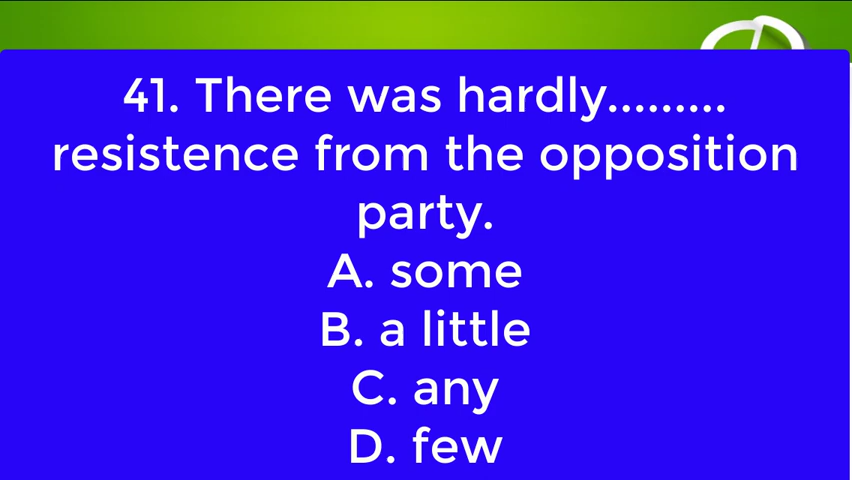 41. There was hardly.........
resistence from the opposition
party.
A. some
B. a little
C. any
D. few